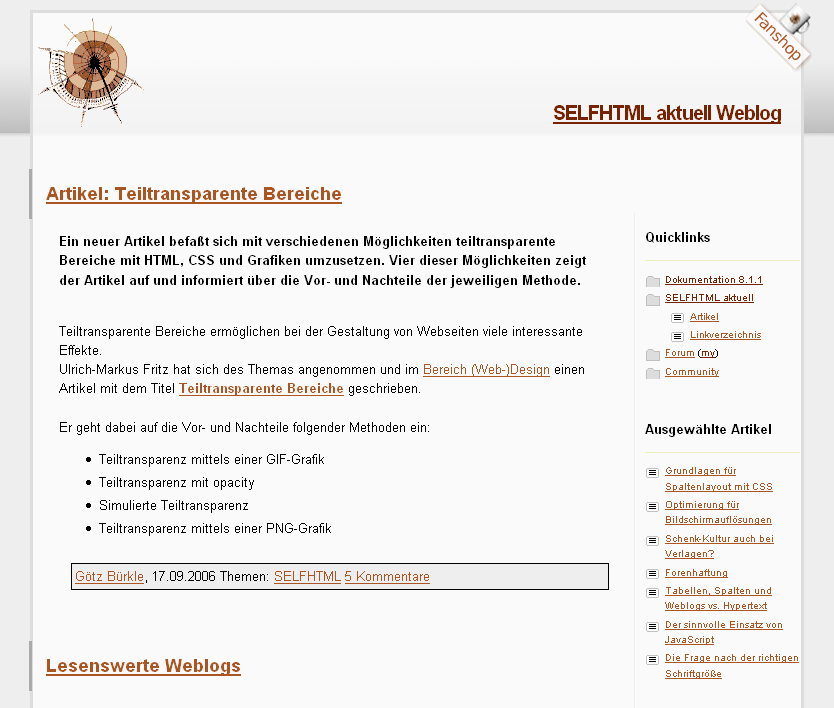 Fanshop
SELFHTML aktuell Weblog
Artikel: Teiltransparente Bereiche
Ein neuer Artikel befaßt sich mit verschiedenen Möglichkeiten teiltransparente
Bereiche mit HTML, CSS und Grafiken umzusetzen. Vier dieser Möglichkeiten zeigt
der Artikel auf und informiert über die Vor- und Nachteile der jeweiligen Methode.
Teiltransparente Bereiche ermöglichen bei der Gestaltung von Webseiten viele interessante
Effekte.
Ulrich-Markus Fritz hat sich des Themas angenommen und im Bereich (Web-)Design einen
Artikel mit dem Titel Teiltransparente Bereiche geschrieben.
Er geht dabei auf die Vor- und Nachteile folgender Methoden ein:
• Teiltransparenz mittels einer GIF-Grafik
• Teiltransparenz mit opacity
• Simulierte Teiltransparenz
• Teiltransparenz mittels einer PNG-Grafik
Götz Bürkle, 17.09.2006 Themen: SELFHTML 5 Kommentare
Lesenswerte Weblogs
Quicklinks
Dokumentation 8.1.1
SELFHTML aktuell
Artikel
Linkverzeichnis
Forum (my)
Community
Ausgewählte Artikel
Grundlagen für
Spaltenlayout mit CSS
Optimierung für
Bildschirmauflösungen
Schenk-Kultur auch bei
Verlagen?
Forenhaftung
Tabellen, Spalten und
Weblogs vs. Hypertext
Der sinnvolle Einsatz von
JavaScript
Die Frage nach der richtigen
Schriftgröße